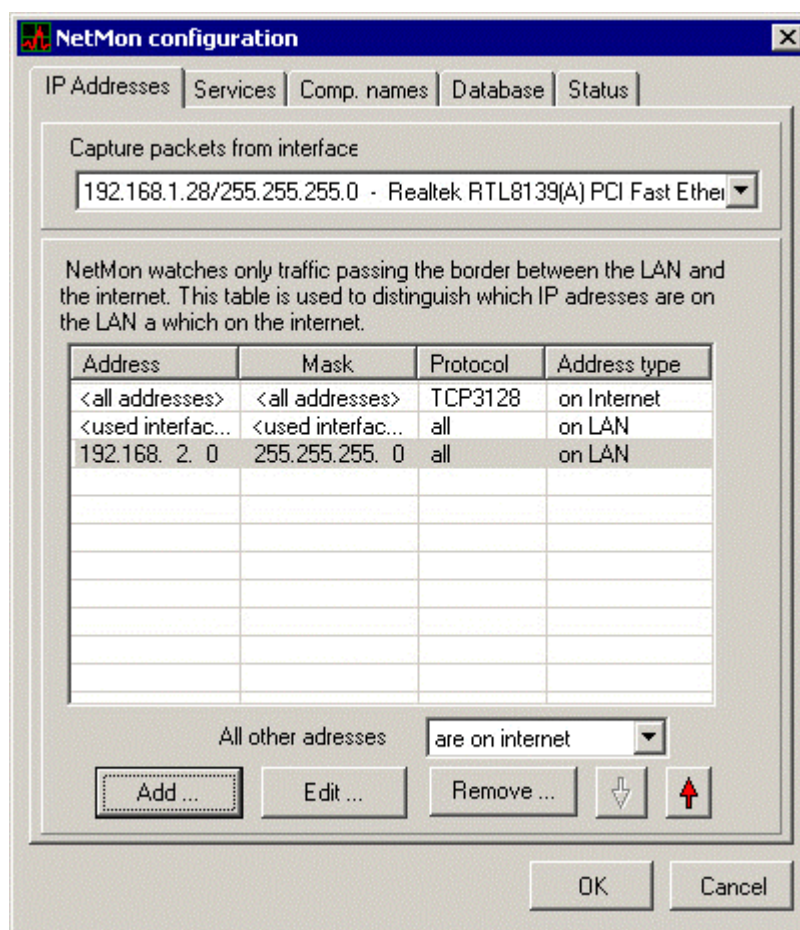 NetMon configuration
IP Addresses Services Comp. names Database Status
Capture packets from interface
192.168.1.28/255.255.255.0 - Realtek RTL8139(A) PCI Fast Ether
NetMon watches only traffic passing the border between the LAN and
the internet. This table is used to distinguish which IP adresses are on
the LAN a which on the internet.
Address Mask Protocol Address type
<all addresses> <all addresses> TCP3128 on Internet
<used interfac... <used interfac... all on LAN
192.168. 2. 0 255.255.255. 0 all on LAN
All other adresses are on internet
Add ... Edit ... Remove ...
OK Cancel